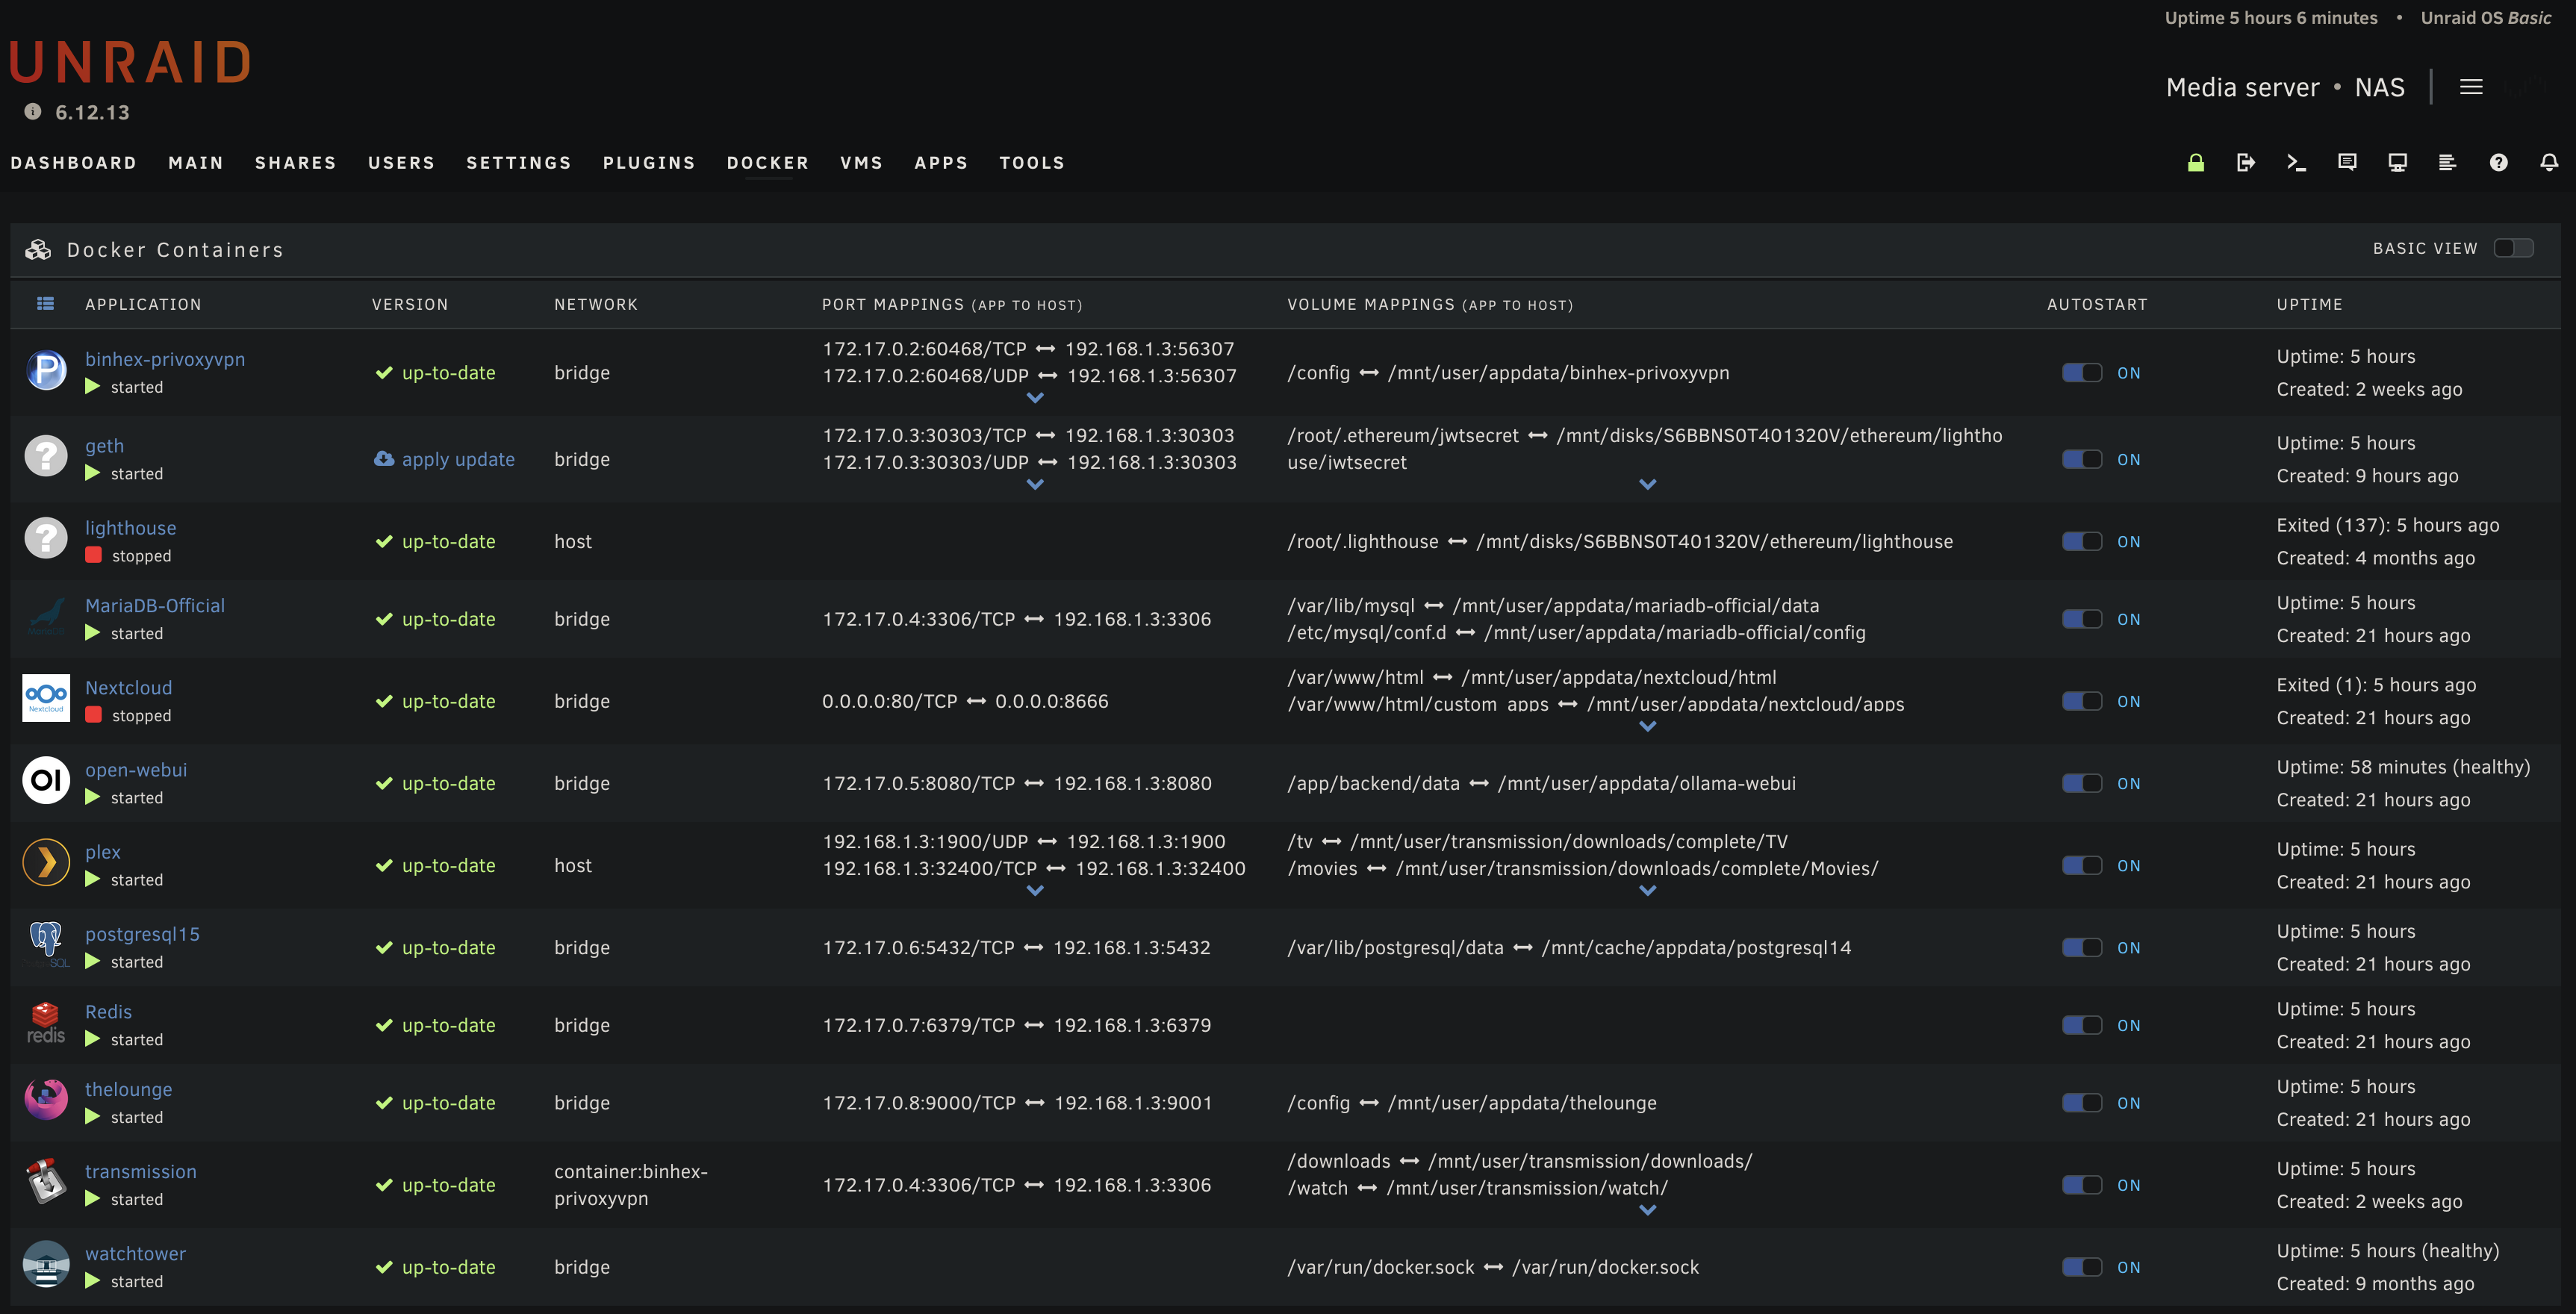 Uptime 5 hours 6 minutes • Unraid OS Basic
UNRAID
6.12.13
Media server • NAS
DASHBOARD MAIN SHARES USERS SETTINGS PLUGINS DOCKER VMS APPS TOOLS
Docker Containers
BASIC VIEW
APPLICATION VERSION NETWORK PORT MAPPINGS (APP TO HOST) VOLUME MAPPINGS (APP TO HOST) AUTOSTART UPTIME
binhex-privoxyvpn
started
up-to-date
bridge
172.17.0.2:60468/TCP ↔ 192.168.1.3:56307
172.17.0.2:60468/UDP ↔ 192.168.1.3:56307
/config ↔ /mnt/user/appdata/binhex-privoxyvpn
ON
Uptime: 5 hours
Created: 2 weeks ago
geth
started
apply update
bridge
172.17.0.3:30303/TCP ↔ 192.168.1.3:30303
172.17.0.3:30303/UDP ↔ 192.168.1.3:30303
/root/.ethereum/jwtsecret ↔ /mnt/disks/S6BBNS0T401320V/ethereum/lightho
use/jwtsecret
ON
Uptime: 5 hours
Created: 9 hours ago
lighthouse
stopped
up-to-date
host
/root/.lighthouse ↔ /mnt/disks/S6BBNS0T401320V/ethereum/lighthouse
ON
Exited (137): 5 hours ago
Created: 4 months ago
MariaDB-Official
started
up-to-date
bridge
172.17.0.4:3306/TCP ↔ 192.168.1.3:3306
/var/lib/mysql ↔ /mnt/user/appdata/mariadb-official/data
/etc/mysql/conf.d ↔ /mnt/user/appdata/mariadb-official/config
ON
Uptime: 5 hours
Created: 21 hours ago
Nextcloud
Nextcloud
stopped
up-to-date
bridge
0.0.0.0:80/TCP ↔ 0.0.0.0:8666
/var/www/html ↔ /mnt/user/appdata/nextcloud/html
/var/www/html/custom_apps ↔ /mnt/user/appdata/nextcloud/apps
ON
Exited (1): 5 hours ago
Created: 21 hours ago
OI
open-webui
started
up-to-date
bridge
172.17.0.5:8080/TCP ↔ 192.168.1.3:8080
/app/backend/data ↔ /mnt/user/appdata/ollama-webui
ON
Uptime: 58 minutes (healthy)
Created: 21 hours ago
plex
started
up-to-date
host
192.168.1.3:1900/UDP ↔ 192.168.1.3:1900
192.168.1.3:32400/TCP ↔ 192.168.1.3:32400
/tv ↔ /mnt/user/transmission/downloads/complete/TV
/movies ↔ /mnt/user/transmission/downloads/complete/Movies/
ON
Uptime: 5 hours
Created: 21 hours ago
postgresql15
started
up-to-date
bridge
172.17.0.6:5432/TCP ↔ 192.168.1.3:5432
/var/lib/postgresql/data ↔ /mnt/cache/appdata/postgresql14
ON
Uptime: 5 hours
Created: 21 hours ago
redis
Redis
started
up-to-date
bridge
172.17.0.7:6379/TCP ↔ 192.168.1.3:6379
ON
Uptime: 5 hours
Created: 21 hours ago
thelounge
started
up-to-date
bridge
172.17.0.8:9000/TCP ↔ 192.168.1.3:9001
/config ↔ /mnt/user/appdata/thelounge
ON
Uptime: 5 hours
Created: 21 hours ago
transmission
started
up-to-date
container:binhex-
privoxyvpn
172.17.0.4:3306/TCP ↔ 192.168.1.3:3306
/downloads ↔ /mnt/user/transmission/downloads/
/watch ↔ /mnt/user/transmission/watch/
ON
Uptime: 5 hours
Created: 2 weeks ago
watchtower
started
up-to-date
bridge
/var/run/docker.sock ↔ /var/run/docker.sock
ON
Uptime: 5 hours (healthy)
Created: 9 months ago